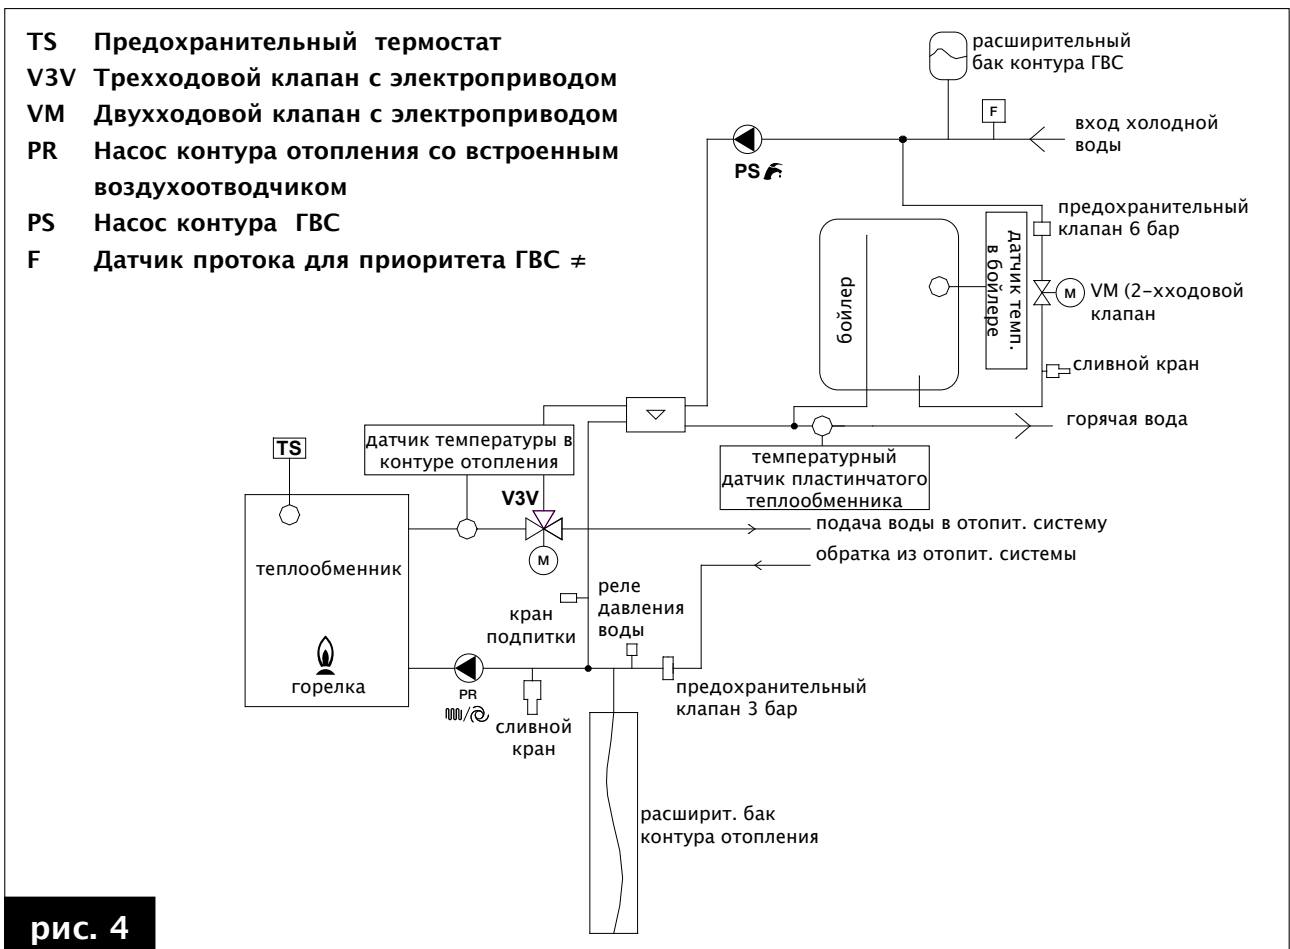 TS Предохранительный термостат
V3V Трехходовой клапан с электроприводом
VM Двухходовой клапан с электроприводом
PR Насос контура отопления со встроенным
воздухоотводчиком
PS Насос контура ГВС
F Датчик протока для приоритета ГВС ≠
расширительный
бак контура ГВС
F
вход холодной
воды
PS
предохранительный
клапан 6 бар
датчик темп.
в бойлере
бойлер
M
VM (2-хходовой
клапан
сливной кран
горячая вода
датчик температуры в
контуре отопления
TS
температурный
датчик пластинчатого
теплообменника
V3V
подача воды в отопит. систему
M
обратка из отопит. системы
теплообменник
реле
давления
воды
кран
подпитки
горелка
PR
предохранительный
клапан 3 бар
сливной
кран
расширит. бак
контура отопления
рис. 4